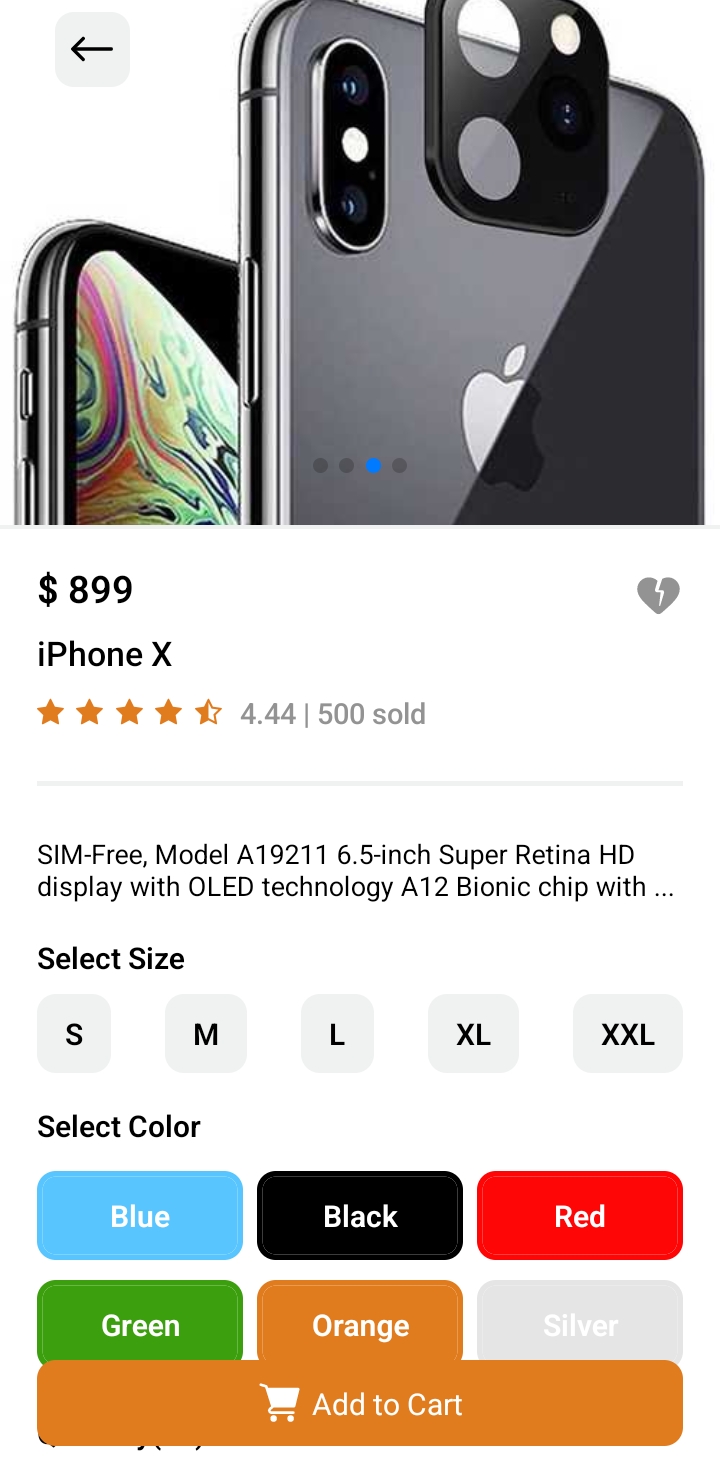 $ 899
iPhone X
4.44 | 500 sold
SIM-Free, Model A19211 6.5-inch Super Retina HD
display with OLED technology A12 Bionic chip with ...
Select Size
S M L XL XXL
Select Color
Blue Black Red
Green Orange Silver
Add to Cart